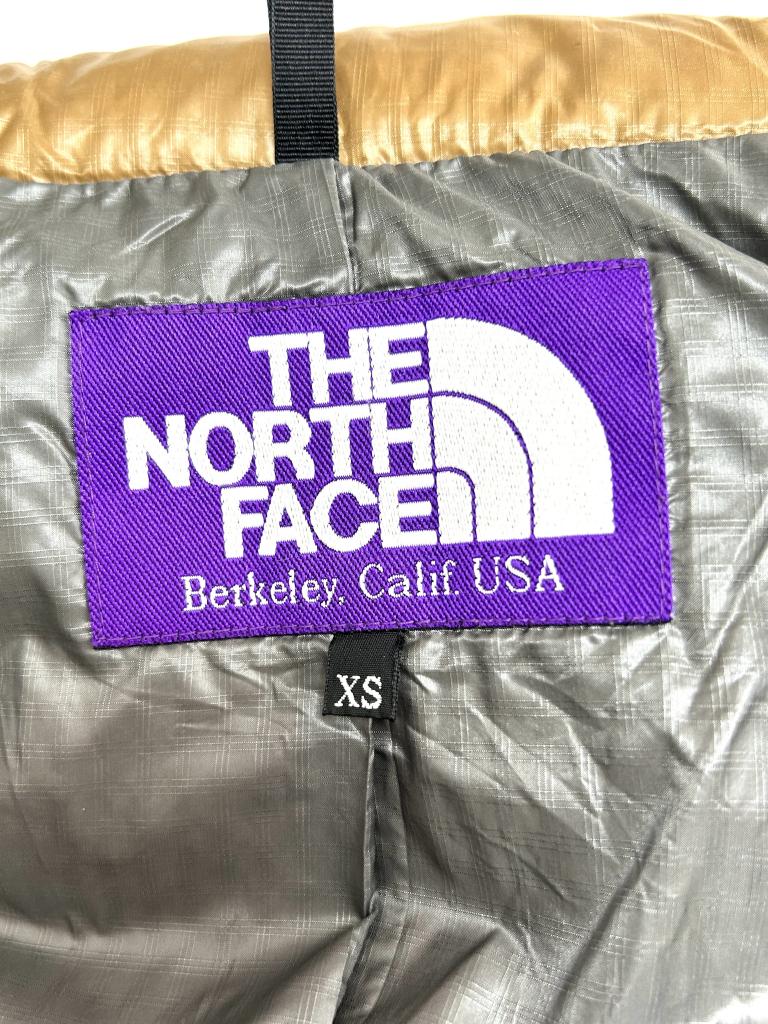 THE
NORTH
FACE
Berkeley, Calif. USA
XS